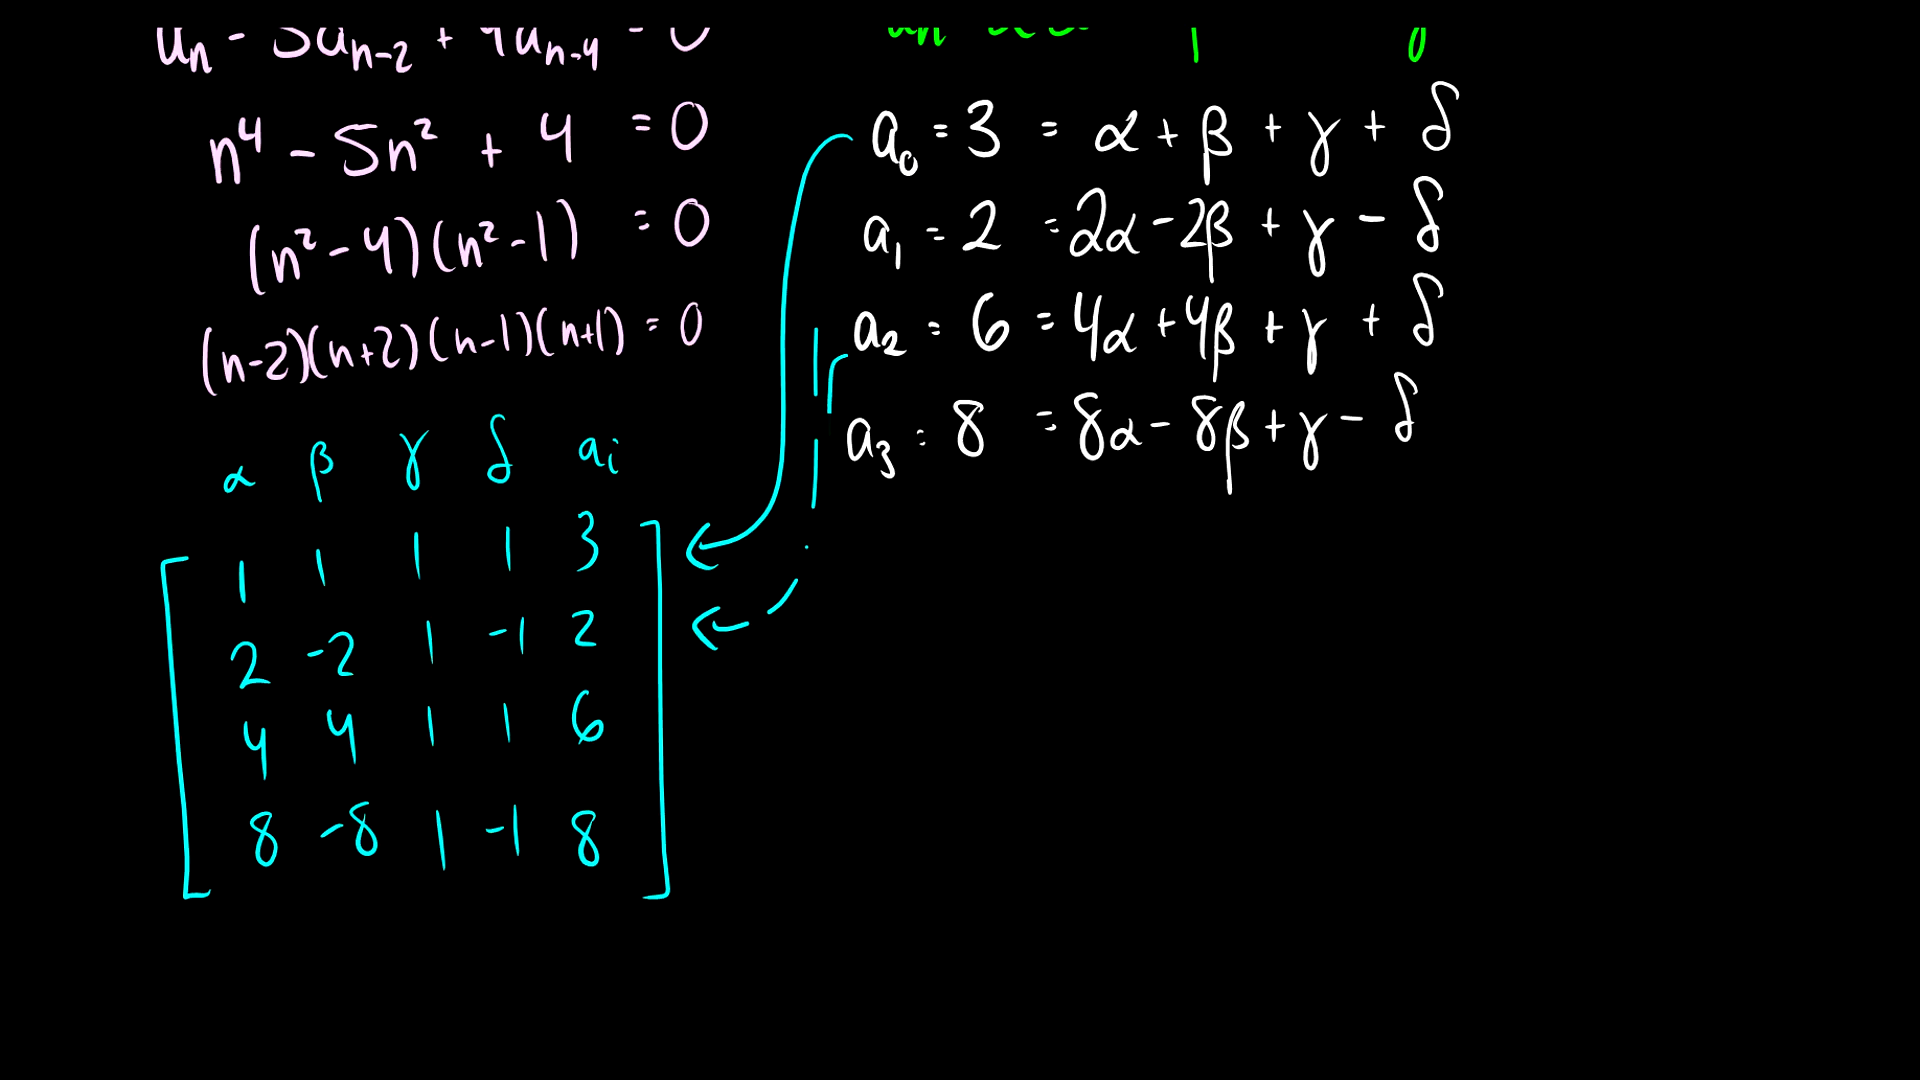 n⁴ - 5n² + 4 = 0
(n² - 4)(n² - 1) = 0
(n-2)(n+2)(n-1)(n+1) = 0
a₀ = 3 = α + β + γ + δ
a₁ = 2 = 2α - 2β + γ - δ
a₂ = 6 = 4α + 4β + γ + δ
a₃ = 8 = 8α - 8β + γ - δ
α β γ δ aᵢ
1 1 1 1 3
2 -2 1 -1 2
4 4 1 1 6
8 -8 1 -1 8